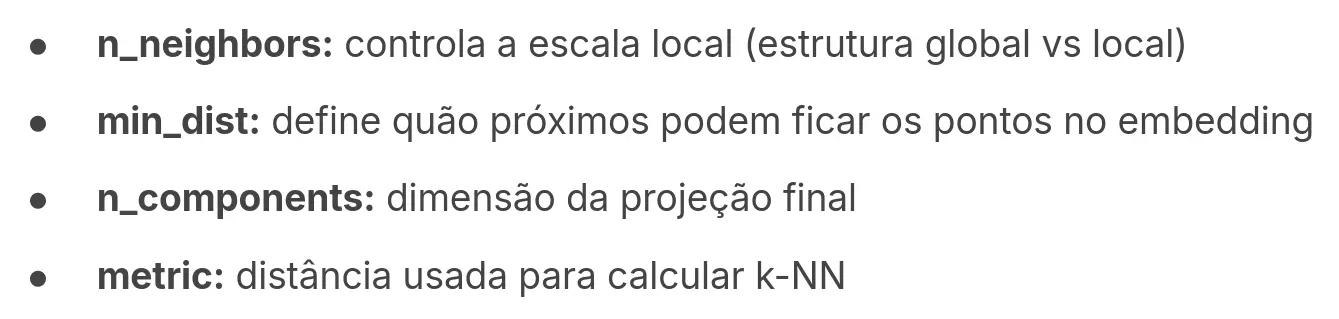 ● n_neighbors: controla a escala local (estrutura global vs local)
● min_dist: define quão próximos podem ficar os pontos no embedding
● n_components: dimensão da projeção final
● metric: distância usada para calcular k-NN